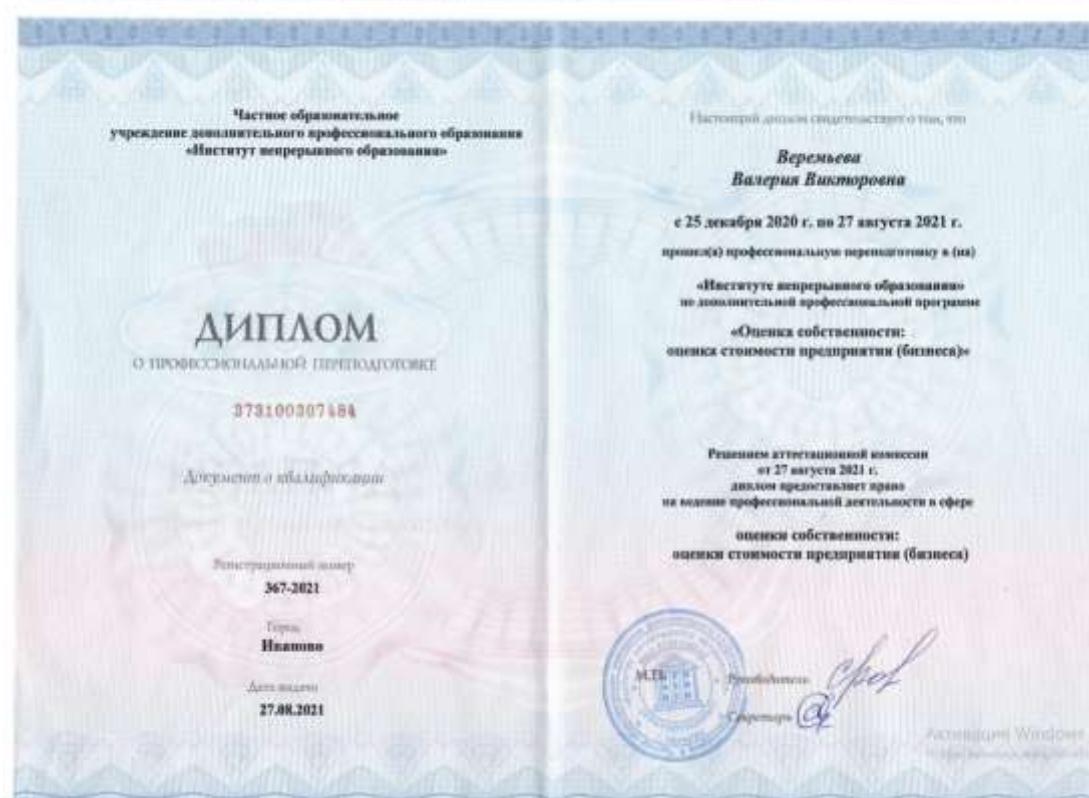 Частное образовательное
учреждение дополнительного профессионального образования
«Институт непрерывного образования»
ДИПЛОМ
О ПРОФЕССИОНАЛЬНОЙ ПЕРЕПОДГОТОВКЕ
373100307484
Документ о квалификации
Регистрационный номер
367-2021
Город
Иваново
Дата выдачи
27.08.2021
Настоящий диплом свидетельствует о том, что
Веремьева
Валерия Викторовна
с 25 декабря 2020 г. по 27 августа 2021 г.
прошел(а) профессиональную переподготовку в (на)
«Институте непрерывного образования»
по дополнительной профессиональной программе
«Оценка собственности:
оценка стоимости предприятия (бизнеса)»
Решением аттестационной комиссии
от 27 августа 2021 г.
диплом предоставляет право
на ведение профессиональной деятельности в сфере
оценки собственности:
оценки стоимости предприятия (бизнеса)
М.П.
Руководитель
Секретарь
Активация Windows